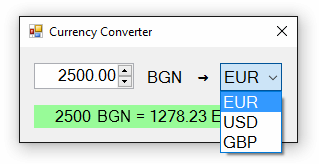 Currency Converter
2500.00 BGN → EUR
EUR
2500 BGN = 1278.23 E
USD
GBP